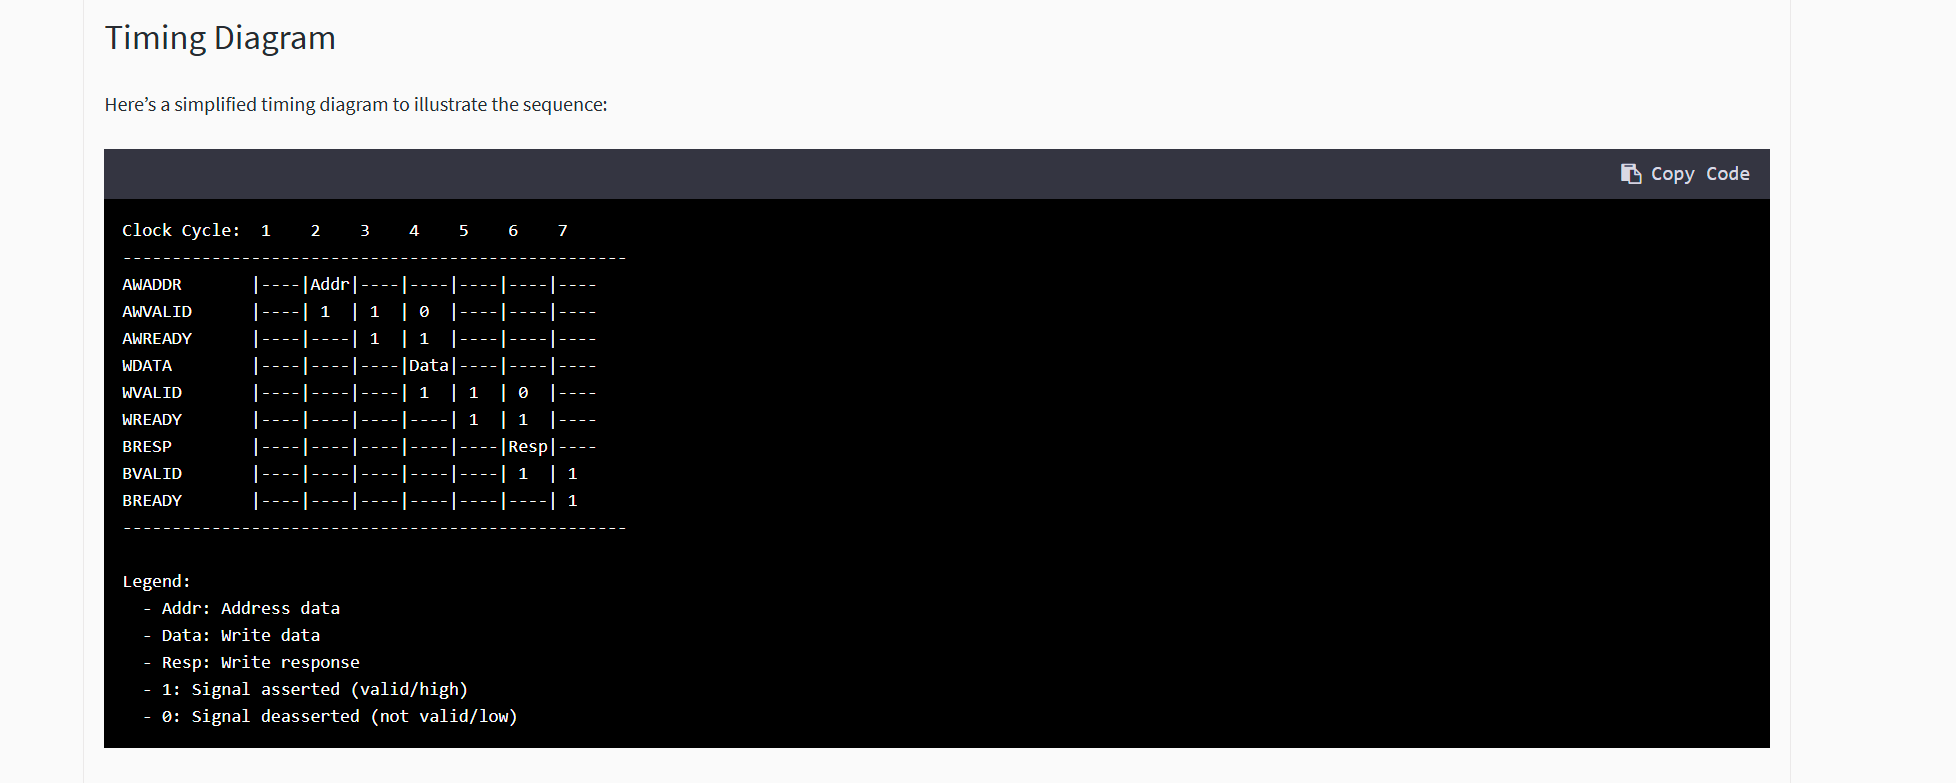 Timing Diagram
Here’s a simplified timing diagram to illustrate the sequence:
Copy Code
Clock Cycle:  1    2    3    4    5    6    7
---------------------------------------------------
AWADDR       |----|Addr|----|----|----|----|----
AWVALID      |----| 1  | 1  | 0  |----|----|----
AWREADY      |----|----| 1  | 1  |----|----|----
WDATA        |----|----|----|Data|----|----|----
WVALID       |----|----|----| 1  | 1  | 0  |----
WREADY       |----|----|----|----| 1  | 1  |----
BRESP        |----|----|----|----|----|Resp|----
BVALID       |----|----|----|----|----| 1  | 1
BREADY       |----|----|----|----|----|----| 1
---------------------------------------------------
Legend:
  - Addr: Address data
  - Data: Write data
  - Resp: Write response
  - 1: Signal asserted (valid/high)
  - 0: Signal deasserted (not valid/low)